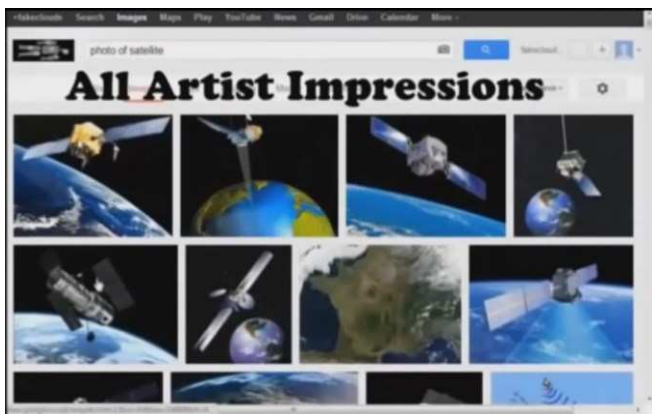 +fakeclouds Search Images Maps Play YouTube News Gmail Drive Calendar More
photo of satellite
All Artist Impressions